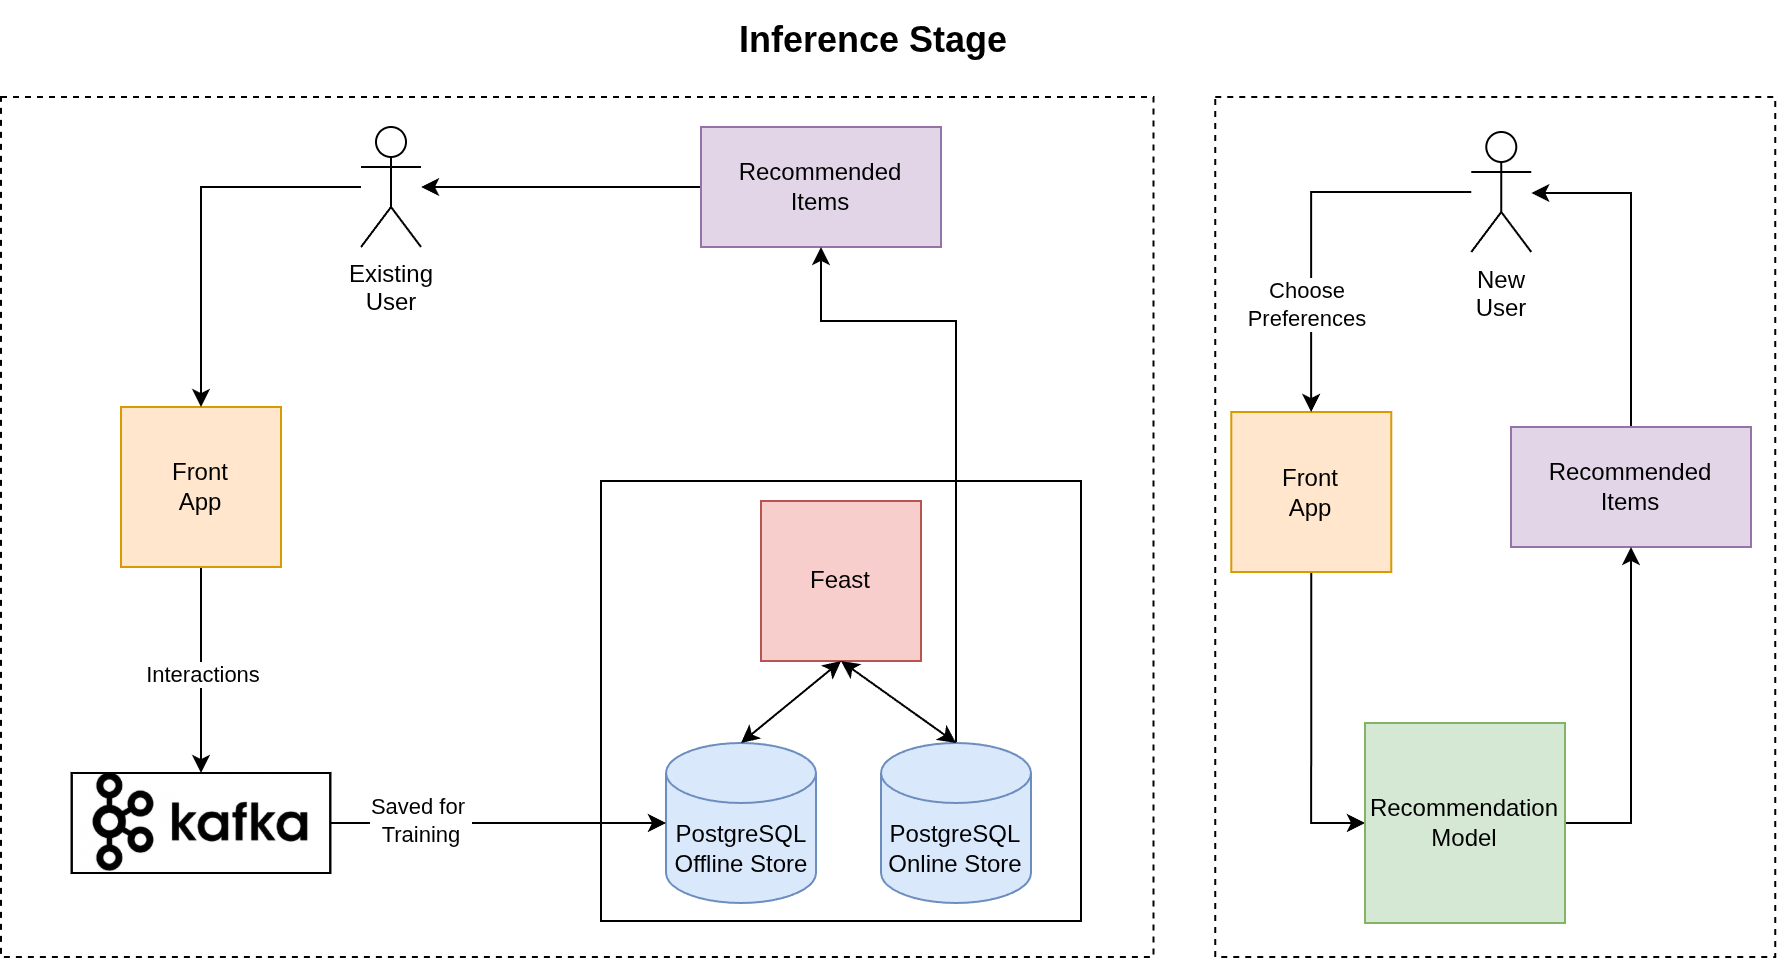 Inference Stage
Existing
User
Recommended
Items
Front
App
Interactions
kafka
Saved for
Training
Feast
PostgreSQL
Offline Store
PostgreSQL
Online Store
New
User
Choose
Preferences
Front
App
Recommended
Items
Recommendation
Model